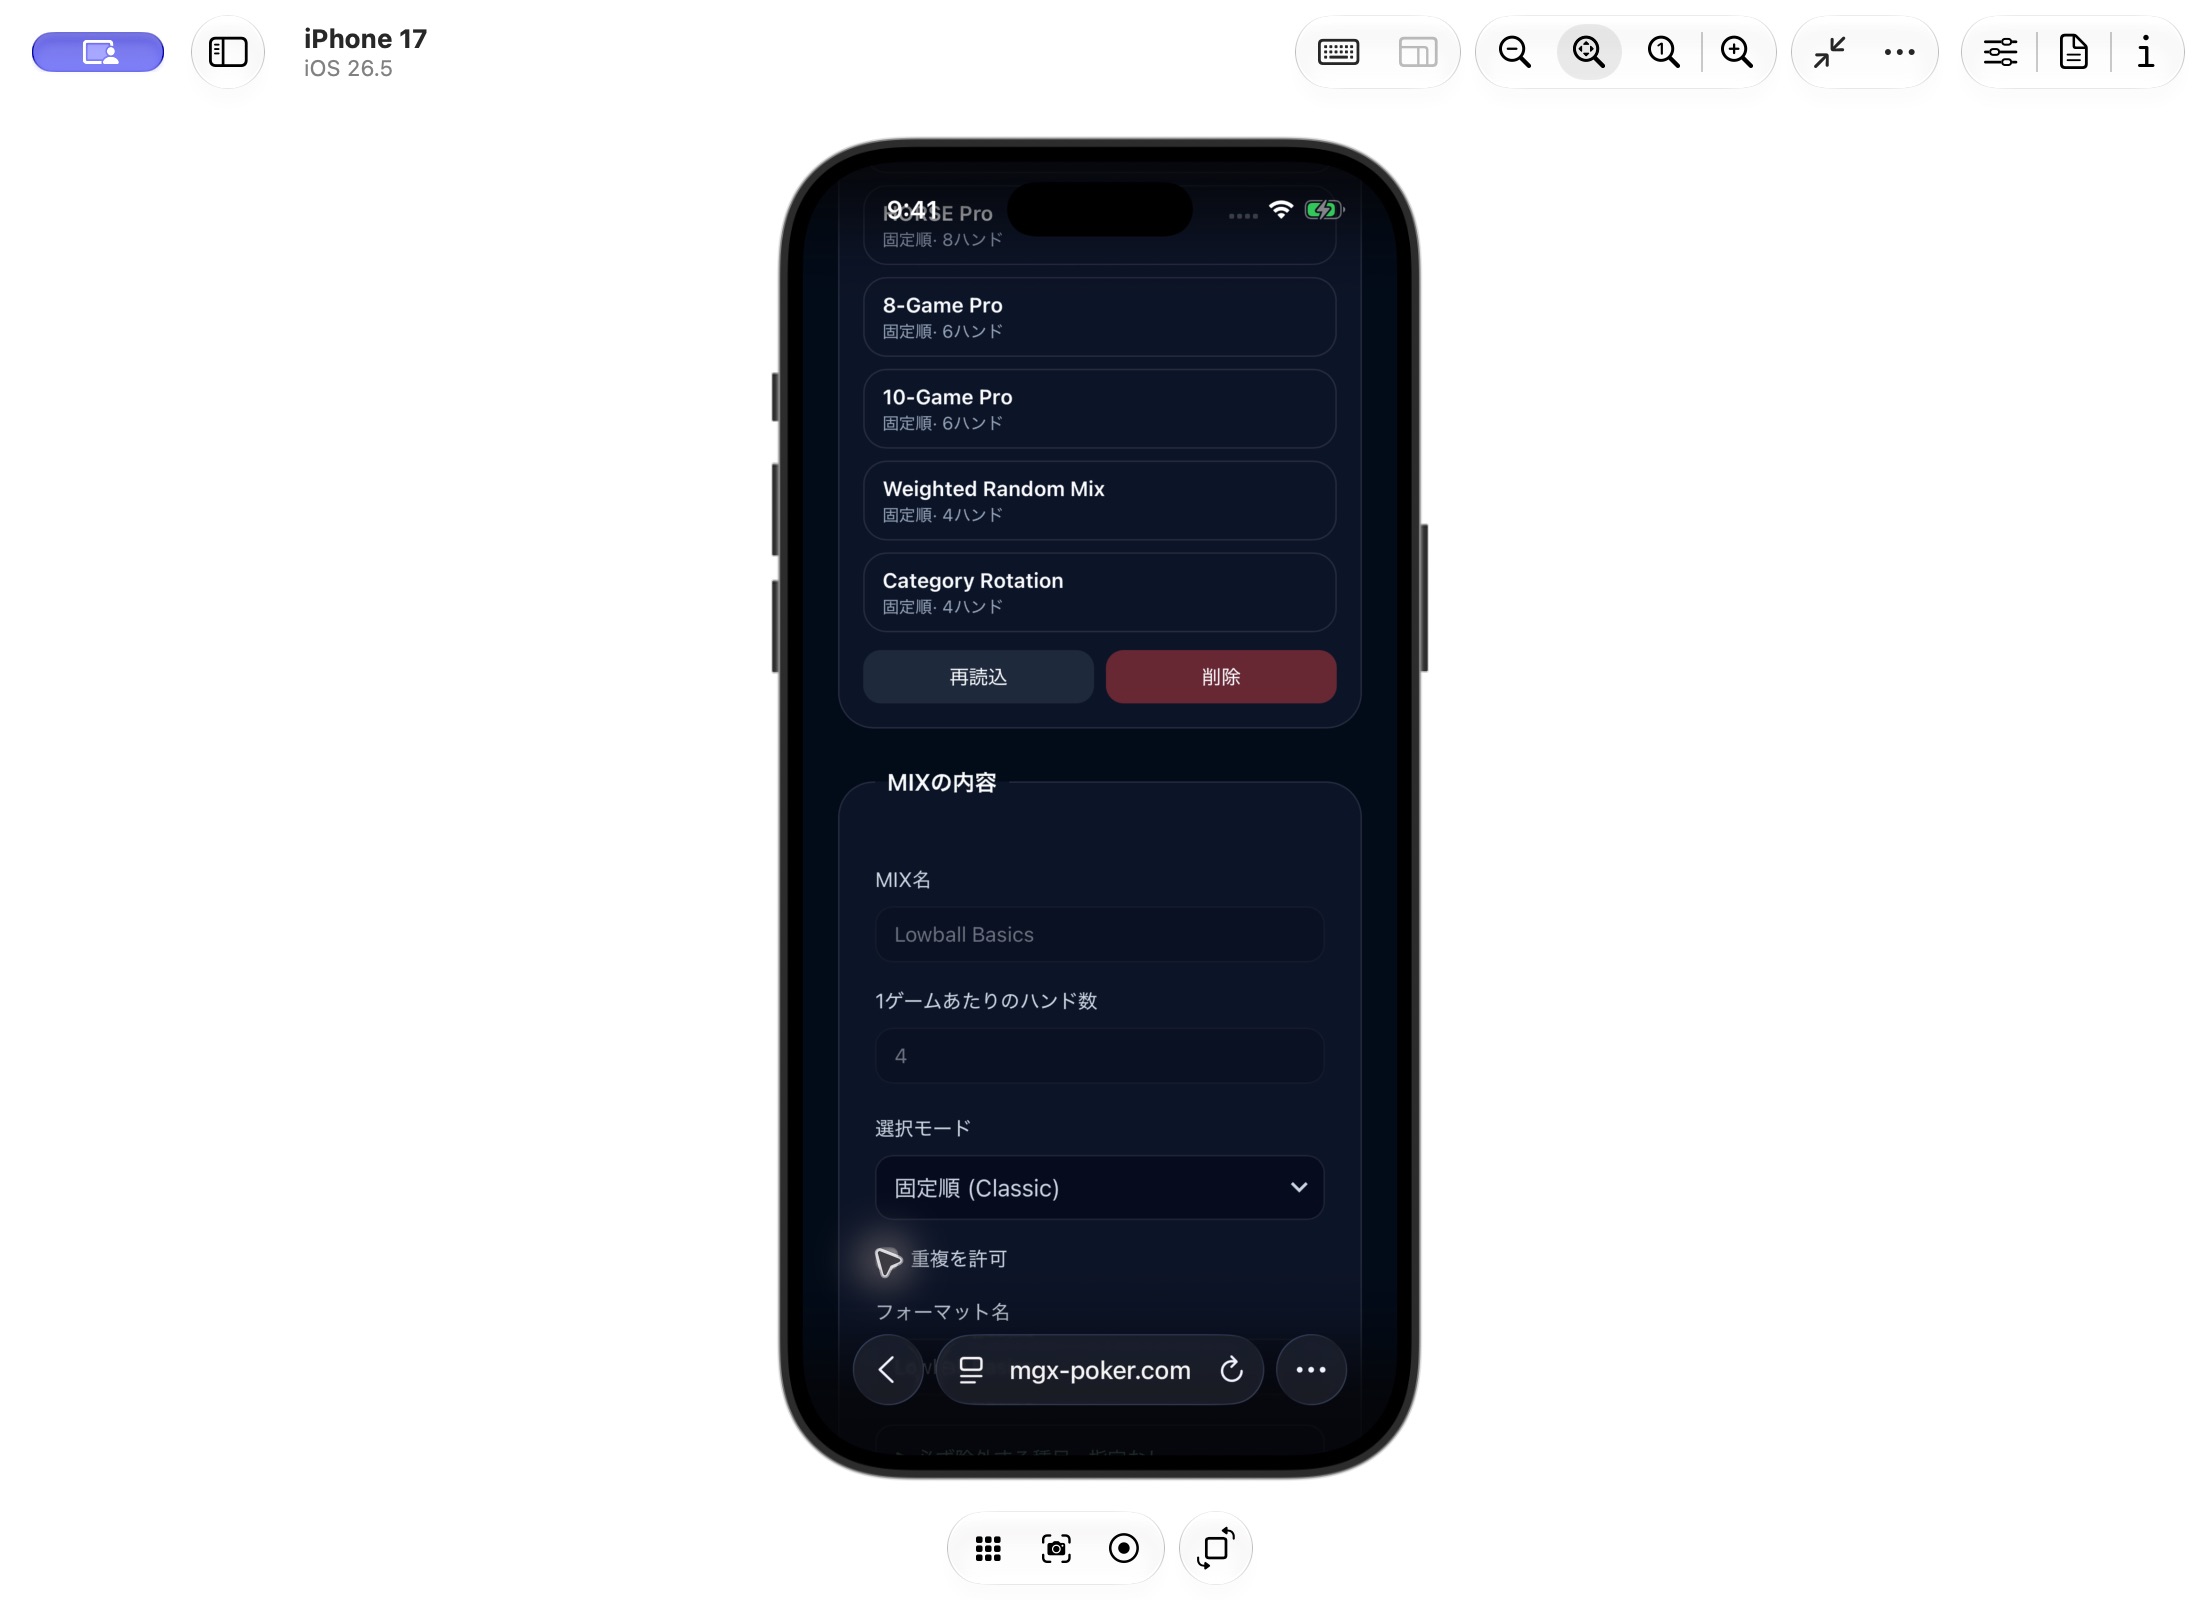 iPhone 17
iOS 26.5
9:41
HORSE Pro
固定順· 8ハンド
8-Game Pro
固定順· 6ハンド
10-Game Pro
固定順· 6ハンド
Weighted Random Mix
固定順· 4ハンド
Category Rotation
固定順· 4ハンド
再読込
削除
MIXの内容
MIX名
Lowball Basics
1ゲームあたりのハンド数
4
選択モード
固定順 (Classic)
重複を許可
フォーマット名
mgx-poker.com